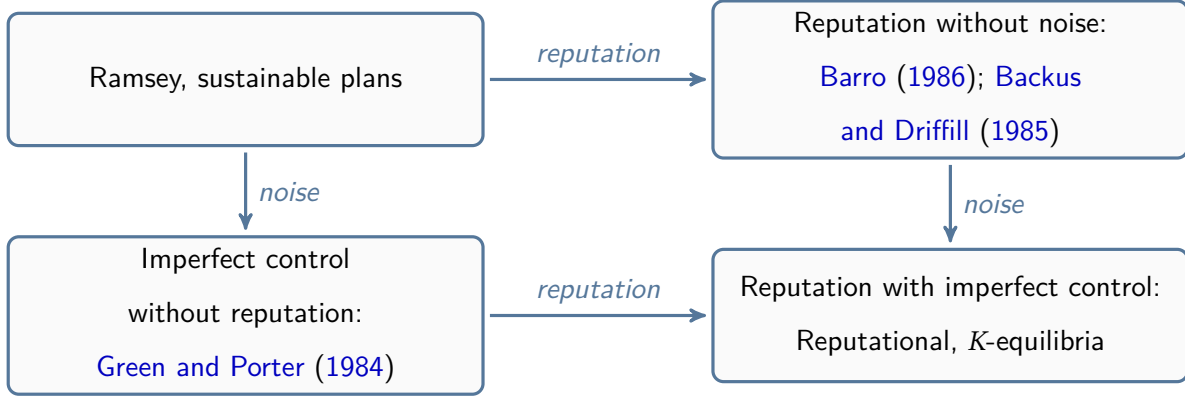 Ramsey, sustainable plans
reputation
Reputation without noise:
Barro (1986); Backus
and Driffill (1985)
noise
noise
Imperfect control
without reputation:
Green and Porter (1984)
reputation
Reputation with imperfect control:
Reputational, K-equilibria